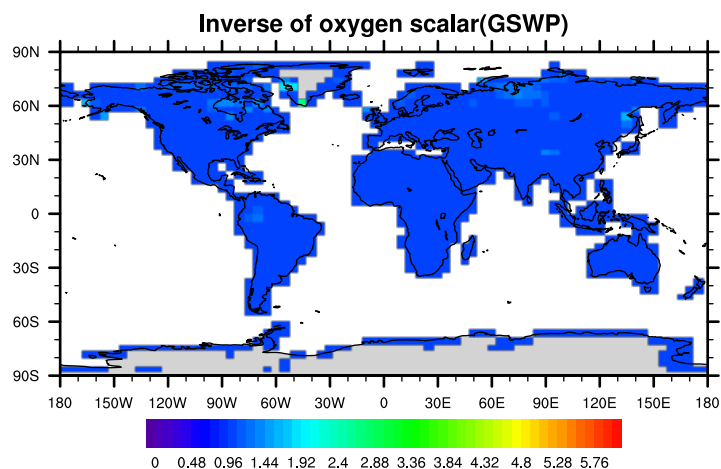 Inverse of oxygen scalar(GSWP)
90N
60N
30N
0
30S
60S
90S
180 150W 120W 90W 60W 30W 0 30E 60E 90E 120E 150E 180
0 0.48 0.96 1.44 1.92 2.4 2.88 3.36 3.84 4.32 4.8 5.28 5.76